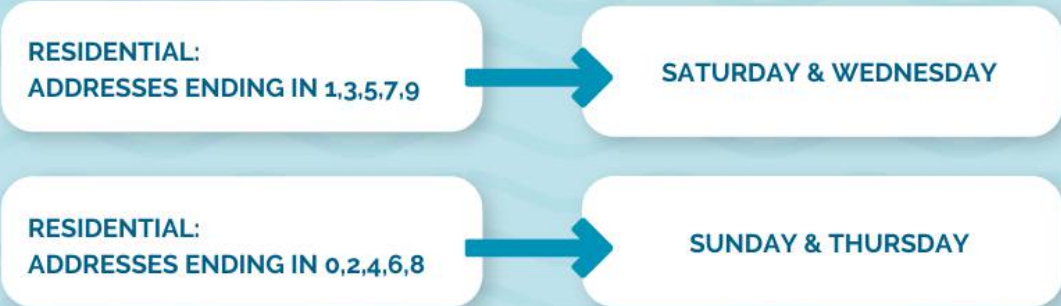 RESIDENTIAL:
ADDRESSES ENDING IN 1,3,5,7,9
SATURDAY & WEDNESDAY
RESIDENTIAL:
ADDRESSES ENDING IN 0,2,4,6,8
SUNDAY & THURSDAY